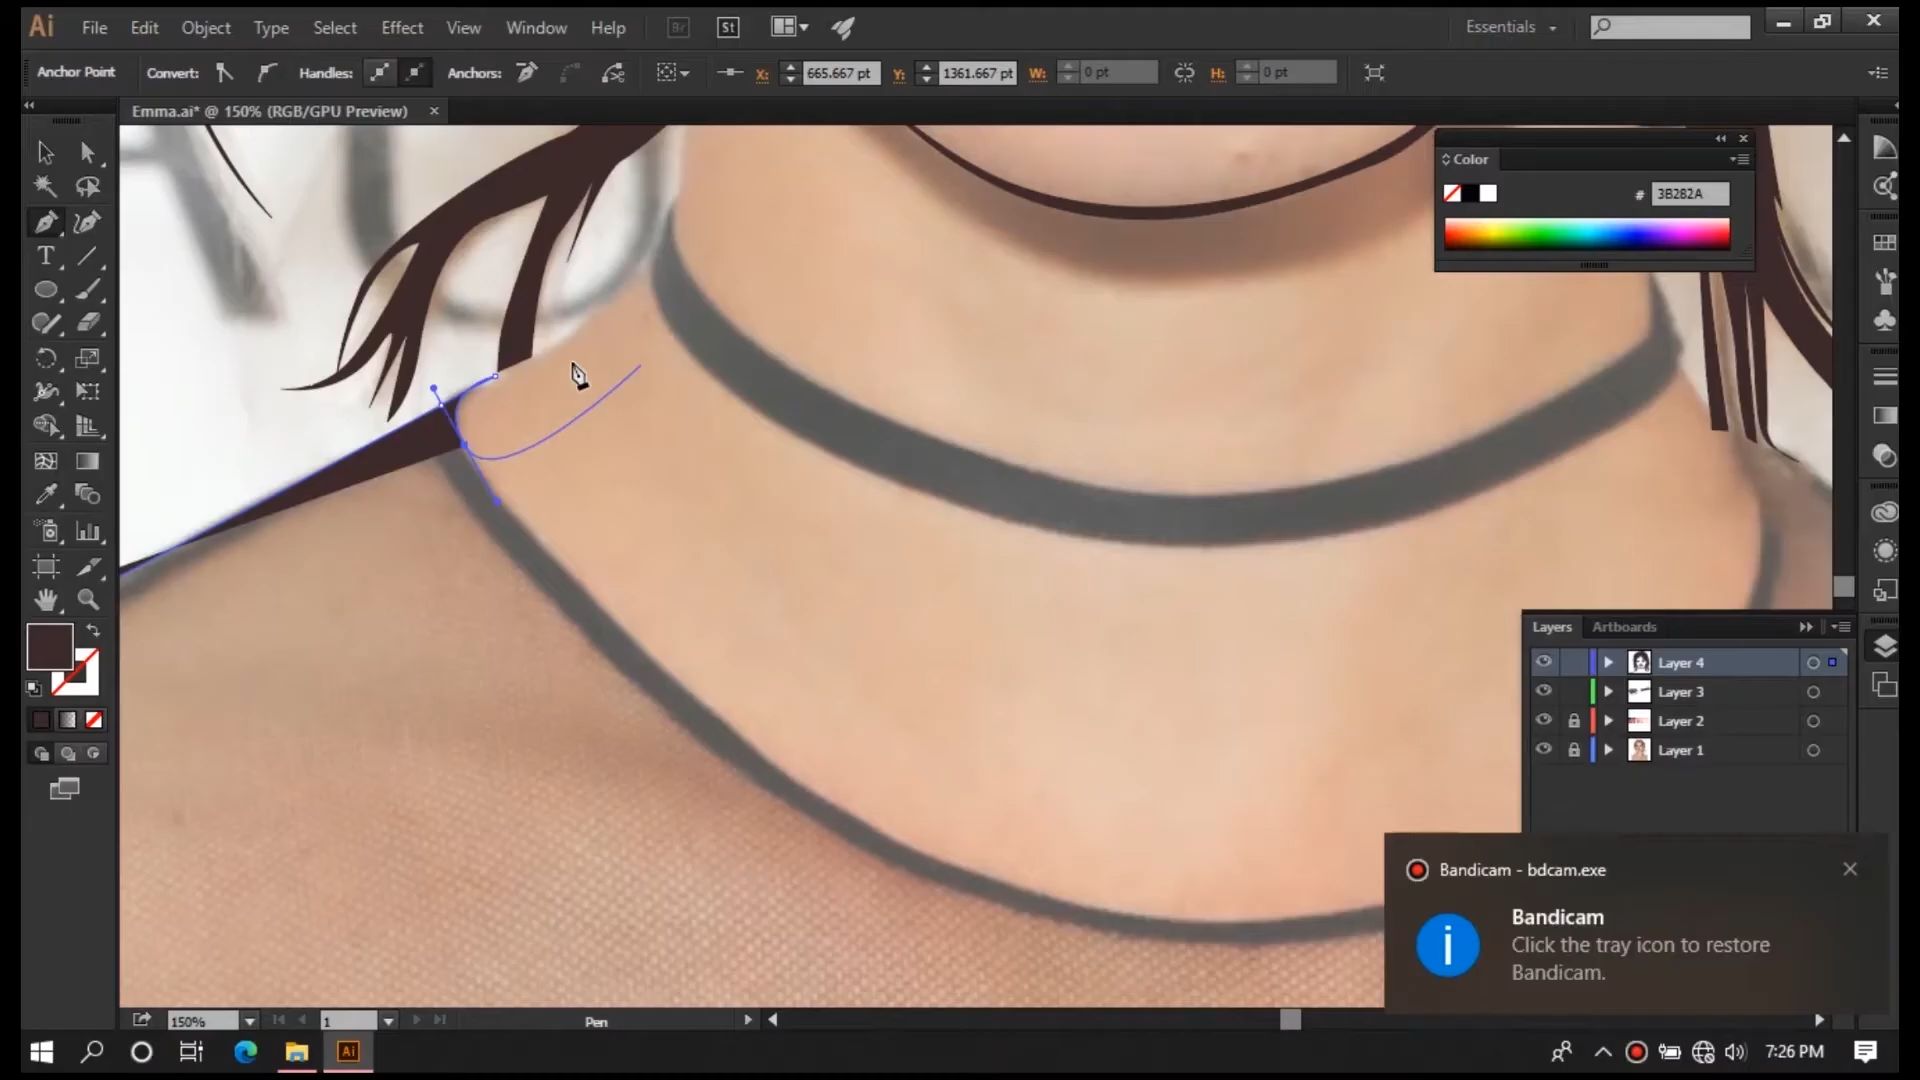 Ai File Edit Object Type Select Effect View Window Help Br St Essentials
Anchor Point Convert: Handles: Anchors: X: 665.667 pt Y: 1361.667 pt W: 0 pt H: 0 pt
Emma.ai* @ 150% (RGB/GPU Preview)
Color
# 3B282A
Layers Artboards
Layer 4
Layer 3
Layer 2
Layer 1
Bandicam - bdcam.exe
Bandicam
Click the tray icon to restore
Bandicam.
150% 1 Pen
Ai 7:26 PM